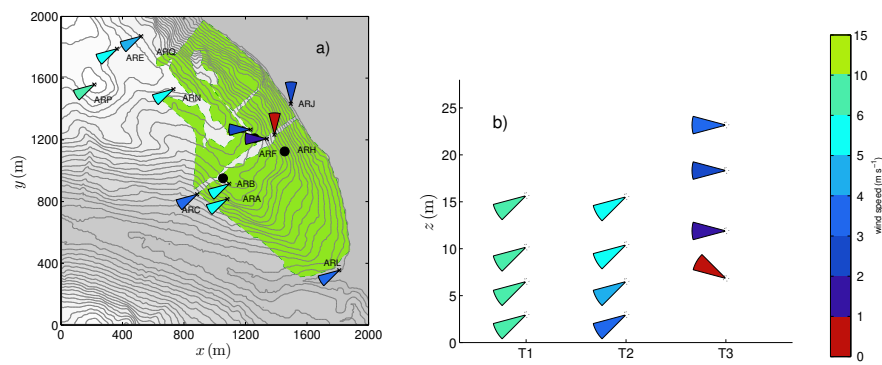 a)
ARQ
ARE
ARP
ARN
ARJ
ARF
ARH
ARB
ARA
ARC
ARL
2000
1600
1200
800
400
0
0 400 800 1200 1600 2000
x (m)
y (m)
b)
25
20
15
10
5
0
z (m)
T1 T2 T3
15
10
6
5
4
3
2
1
0
wind speed (m s⁻¹)